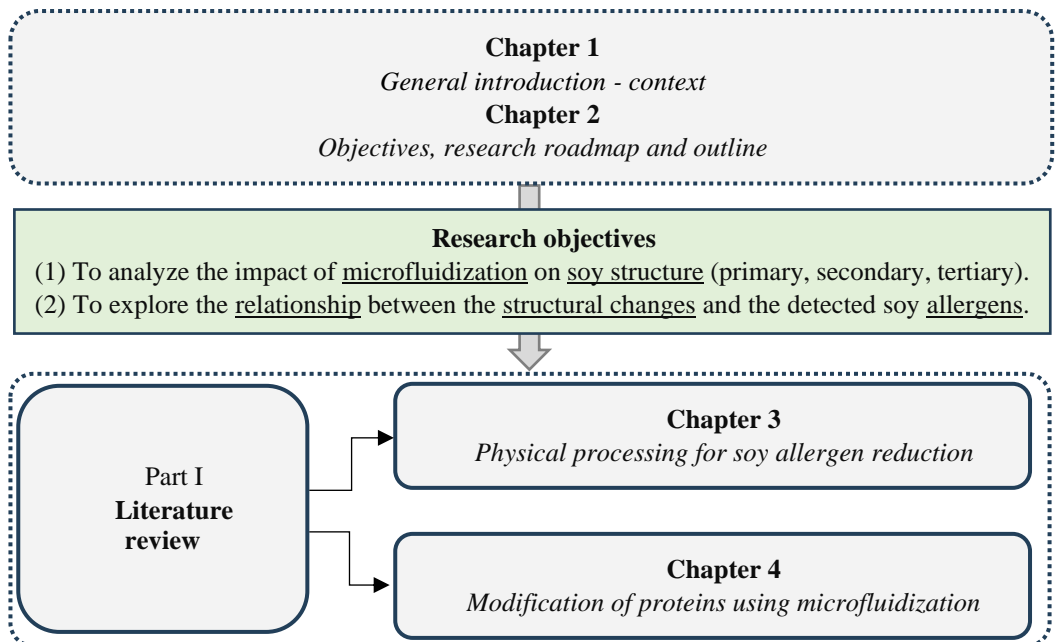 Chapter 1
General introduction - context
Chapter 2
Objectives, research roadmap and outline
Research objectives
(1) To analyze the impact of microfluidization on soy structure (primary, secondary, tertiary).
(2) To explore the relationship between the structural changes and the detected soy allergens.
Part I
Literature
review
Chapter 3
Physical processing for soy allergen reduction
Chapter 4
Modification of proteins using microfluidization